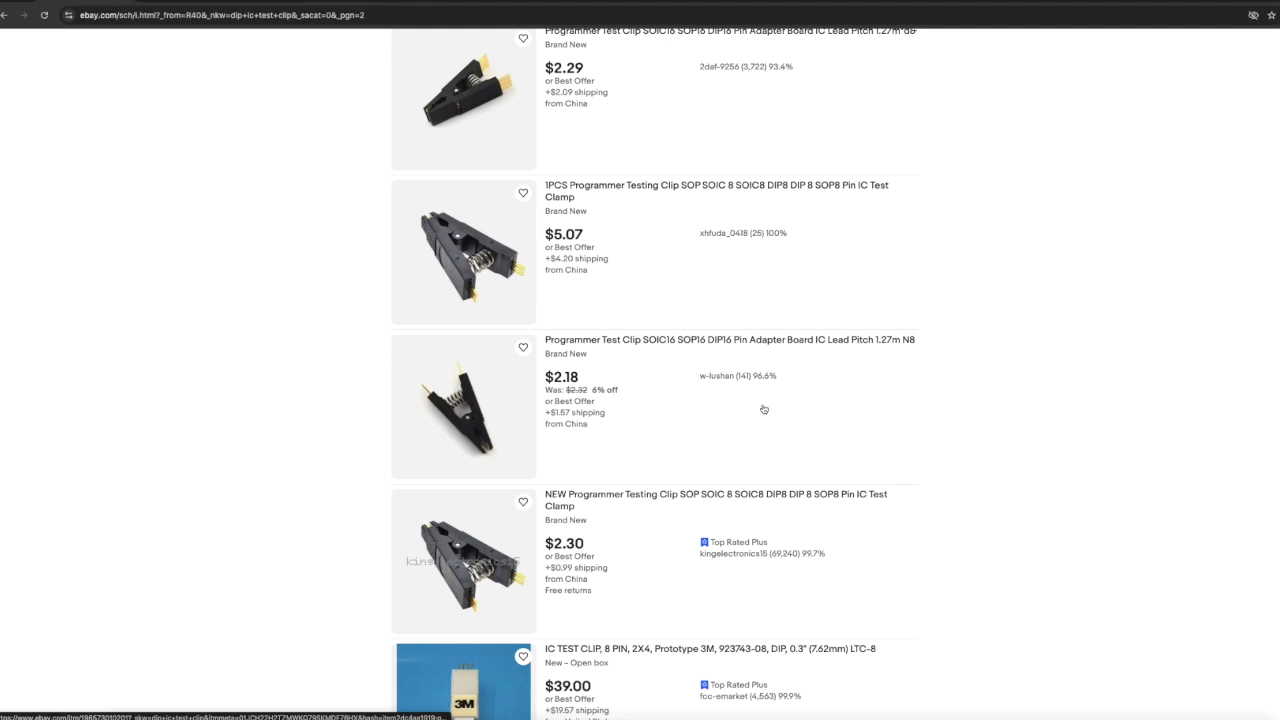 ebay.com/sch/i.html?_from=R40&_nkw=dip+ic+test+clip&_sacat=0&_pgn=2
Programmer Test Clip SOIC16 SOP16 DIP16 Pin Adapter Board IC Lead Pitch 1.27m*d&
Brand New
$2.29
2daf-9256 (3,722) 93.4%
or Best Offer
+$2.09 shipping
from China
1PCS Programmer Testing Clip SOP SOIC 8 SOIC8 DIP8 DIP 8 SOP8 Pin IC Test
Clamp
Brand New
$5.07
xhfuda_0418 (25) 100%
or Best Offer
+$4.20 shipping
from China
Programmer Test Clip SOIC16 SOP16 DIP16 Pin Adapter Board IC Lead Pitch 1.27m N8
Brand New
$2.18
w-lushan (141) 96.6%
Was: $2.32 6% off
or Best Offer
+$1.57 shipping
from China
NEW Programmer Testing Clip SOP SOIC 8 SOIC8 DIP8 DIP 8 SOP8 Pin IC Test
Clamp
Brand New
$2.30
Top Rated Plus
or Best Offer
kingelectronics15 (69,240) 99.7%
+$0.99 shipping
from China
Free returns
IC TEST CLIP, 8 PIN, 2X4, Prototype 3M, 923743-08, DIP, 0.3" (7.62mm) LTC-8
New - Open box
$39.00
Top Rated Plus
or Best Offer
fcc-emarket (4,563) 99.9%
+$19.57 shipping
3M